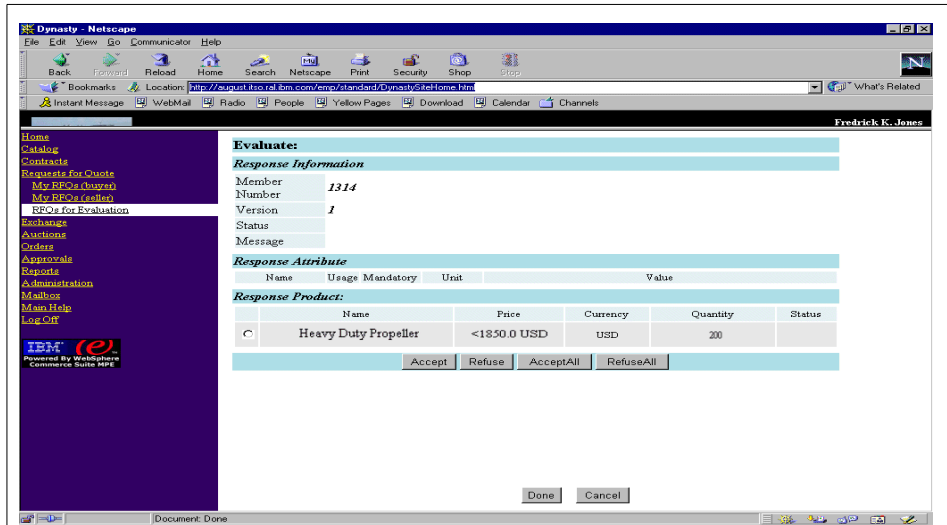 Dynasty - Netscape
File Edit View Go Communicator Help
Back Forward Reload Home Search Netscape Print Security Shop Stop
Bookmarks Location: http://august.itso.ral.ibm.com/emp/standard/DynastySiteHome.htm What's Related
Instant Message WebMail Radio People Yellow Pages Download Calendar Channels
Fredrick K. Jones
Home
Catalog
Contracts
Requests for Quote
My RFQs (buyer)
My RFQs (seller)
RFQs for Evaluation
Exchange
Auctions
Orders
Approvals
Reports
Administration
Mailbox
Main Help
Log Off
IBM
Powered By WebSphere
Commerce Suite MPE
Evaluate:
Response Information
Member Number 1314
Version 1
Status
Message
Response Attribute
Name Usage Mandatory Unit Value
Response Product:
Name Price Currency Quantity Status
Heavy Duty Propeller <1850.0 USD USD 200
Accept Refuse AcceptAll RefuseAll
Done Cancel
Document: Done